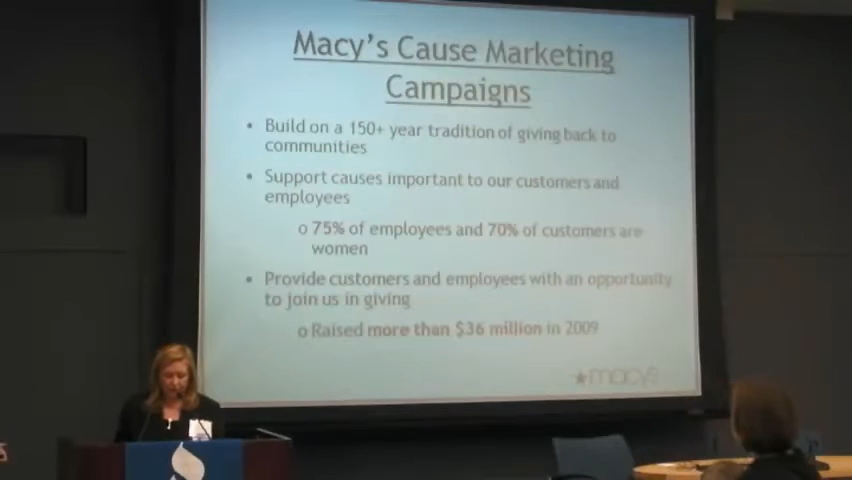 Macy's Cause Marketing
Campaigns
• Build on a 150+ year tradition of giving back to
communities
• Support causes important to our customers and
employees
o 75% of employees and 70% of customers are
women
• Provide customers and employees with an opportunity
to join us in giving
o Raised more than $36 million in 2009
★macy's